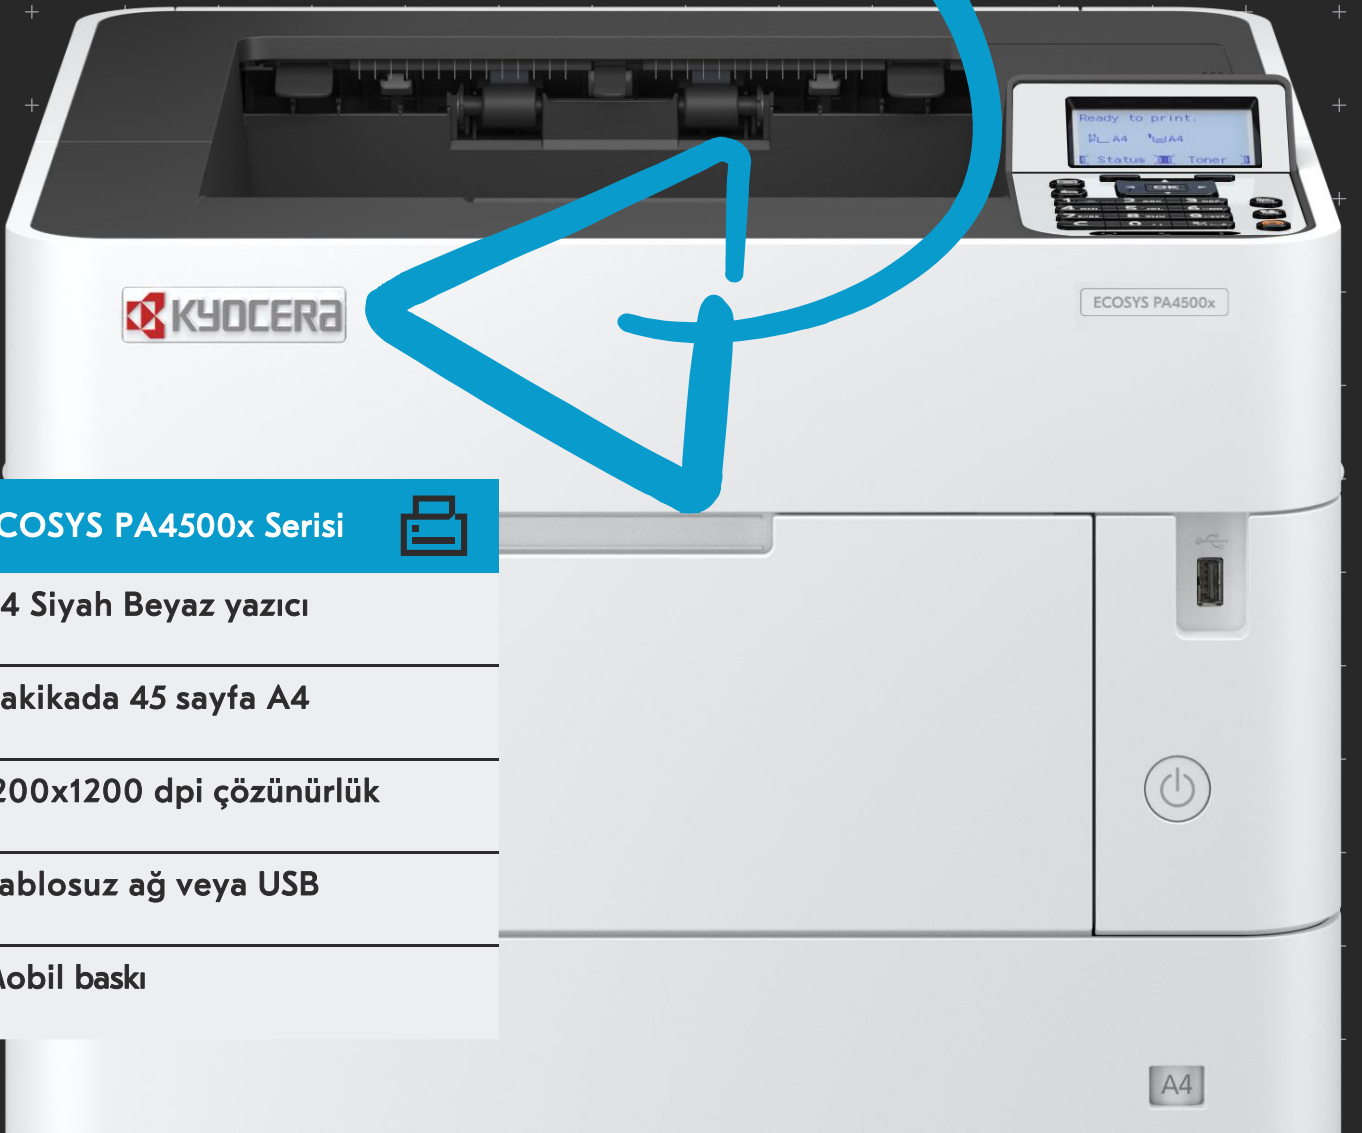 Ready to print.
A4 A4
Status Toner
OK
KYOCERA
ECOSYS PA4500x
COSYS PA4500x Serisi
4 Siyah Beyaz yazıcı
akikada 45 sayfa A4
200x1200 dpi çözünürlük
ablosuz ağ veya USB
obil baskı
A4